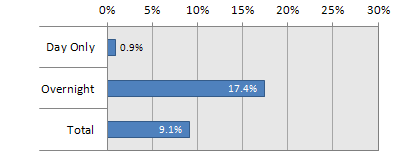 0% 5% 10% 15% 20% 25% 30%
Day Only 0.9%
Overnight 17.4%
Total 9.1%